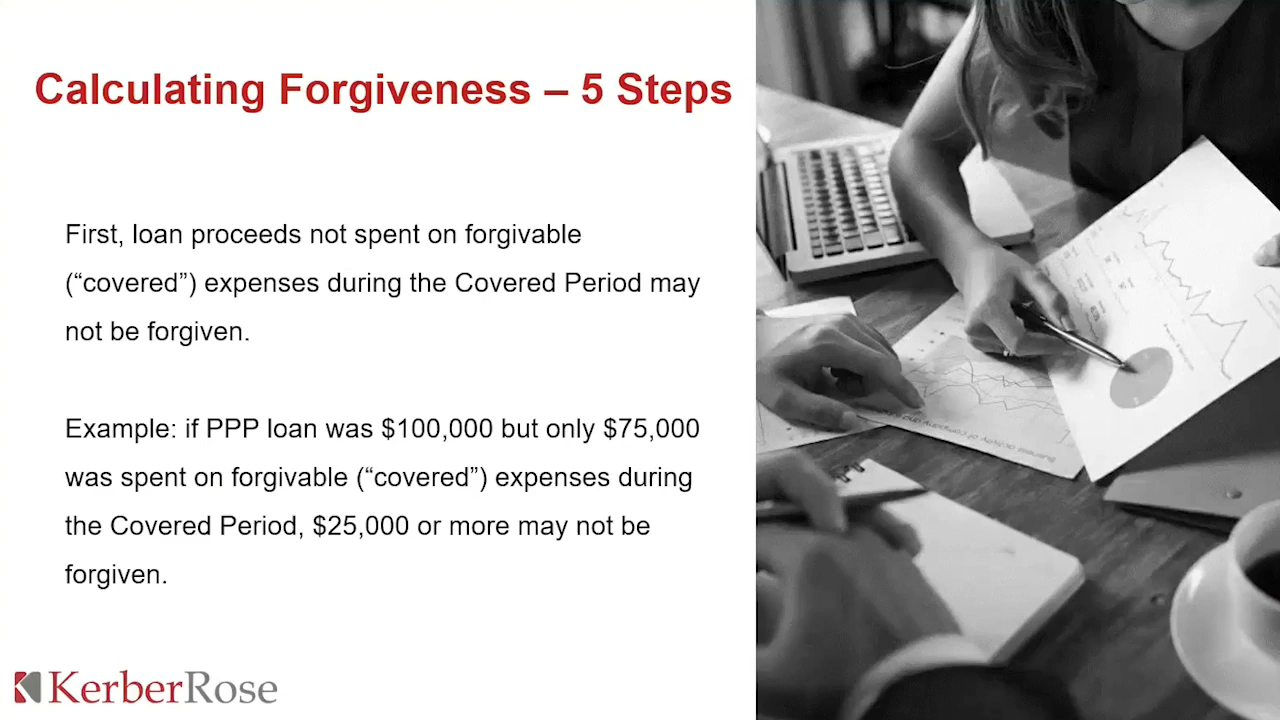 Calculating Forgiveness – 5 Steps
First, loan proceeds not spent on forgivable
(“covered”) expenses during the Covered Period may
not be forgiven.
Example: if PPP loan was $100,000 but only $75,000
was spent on forgivable (“covered”) expenses during
the Covered Period, $25,000 or more may not be
forgiven.
KerberRose